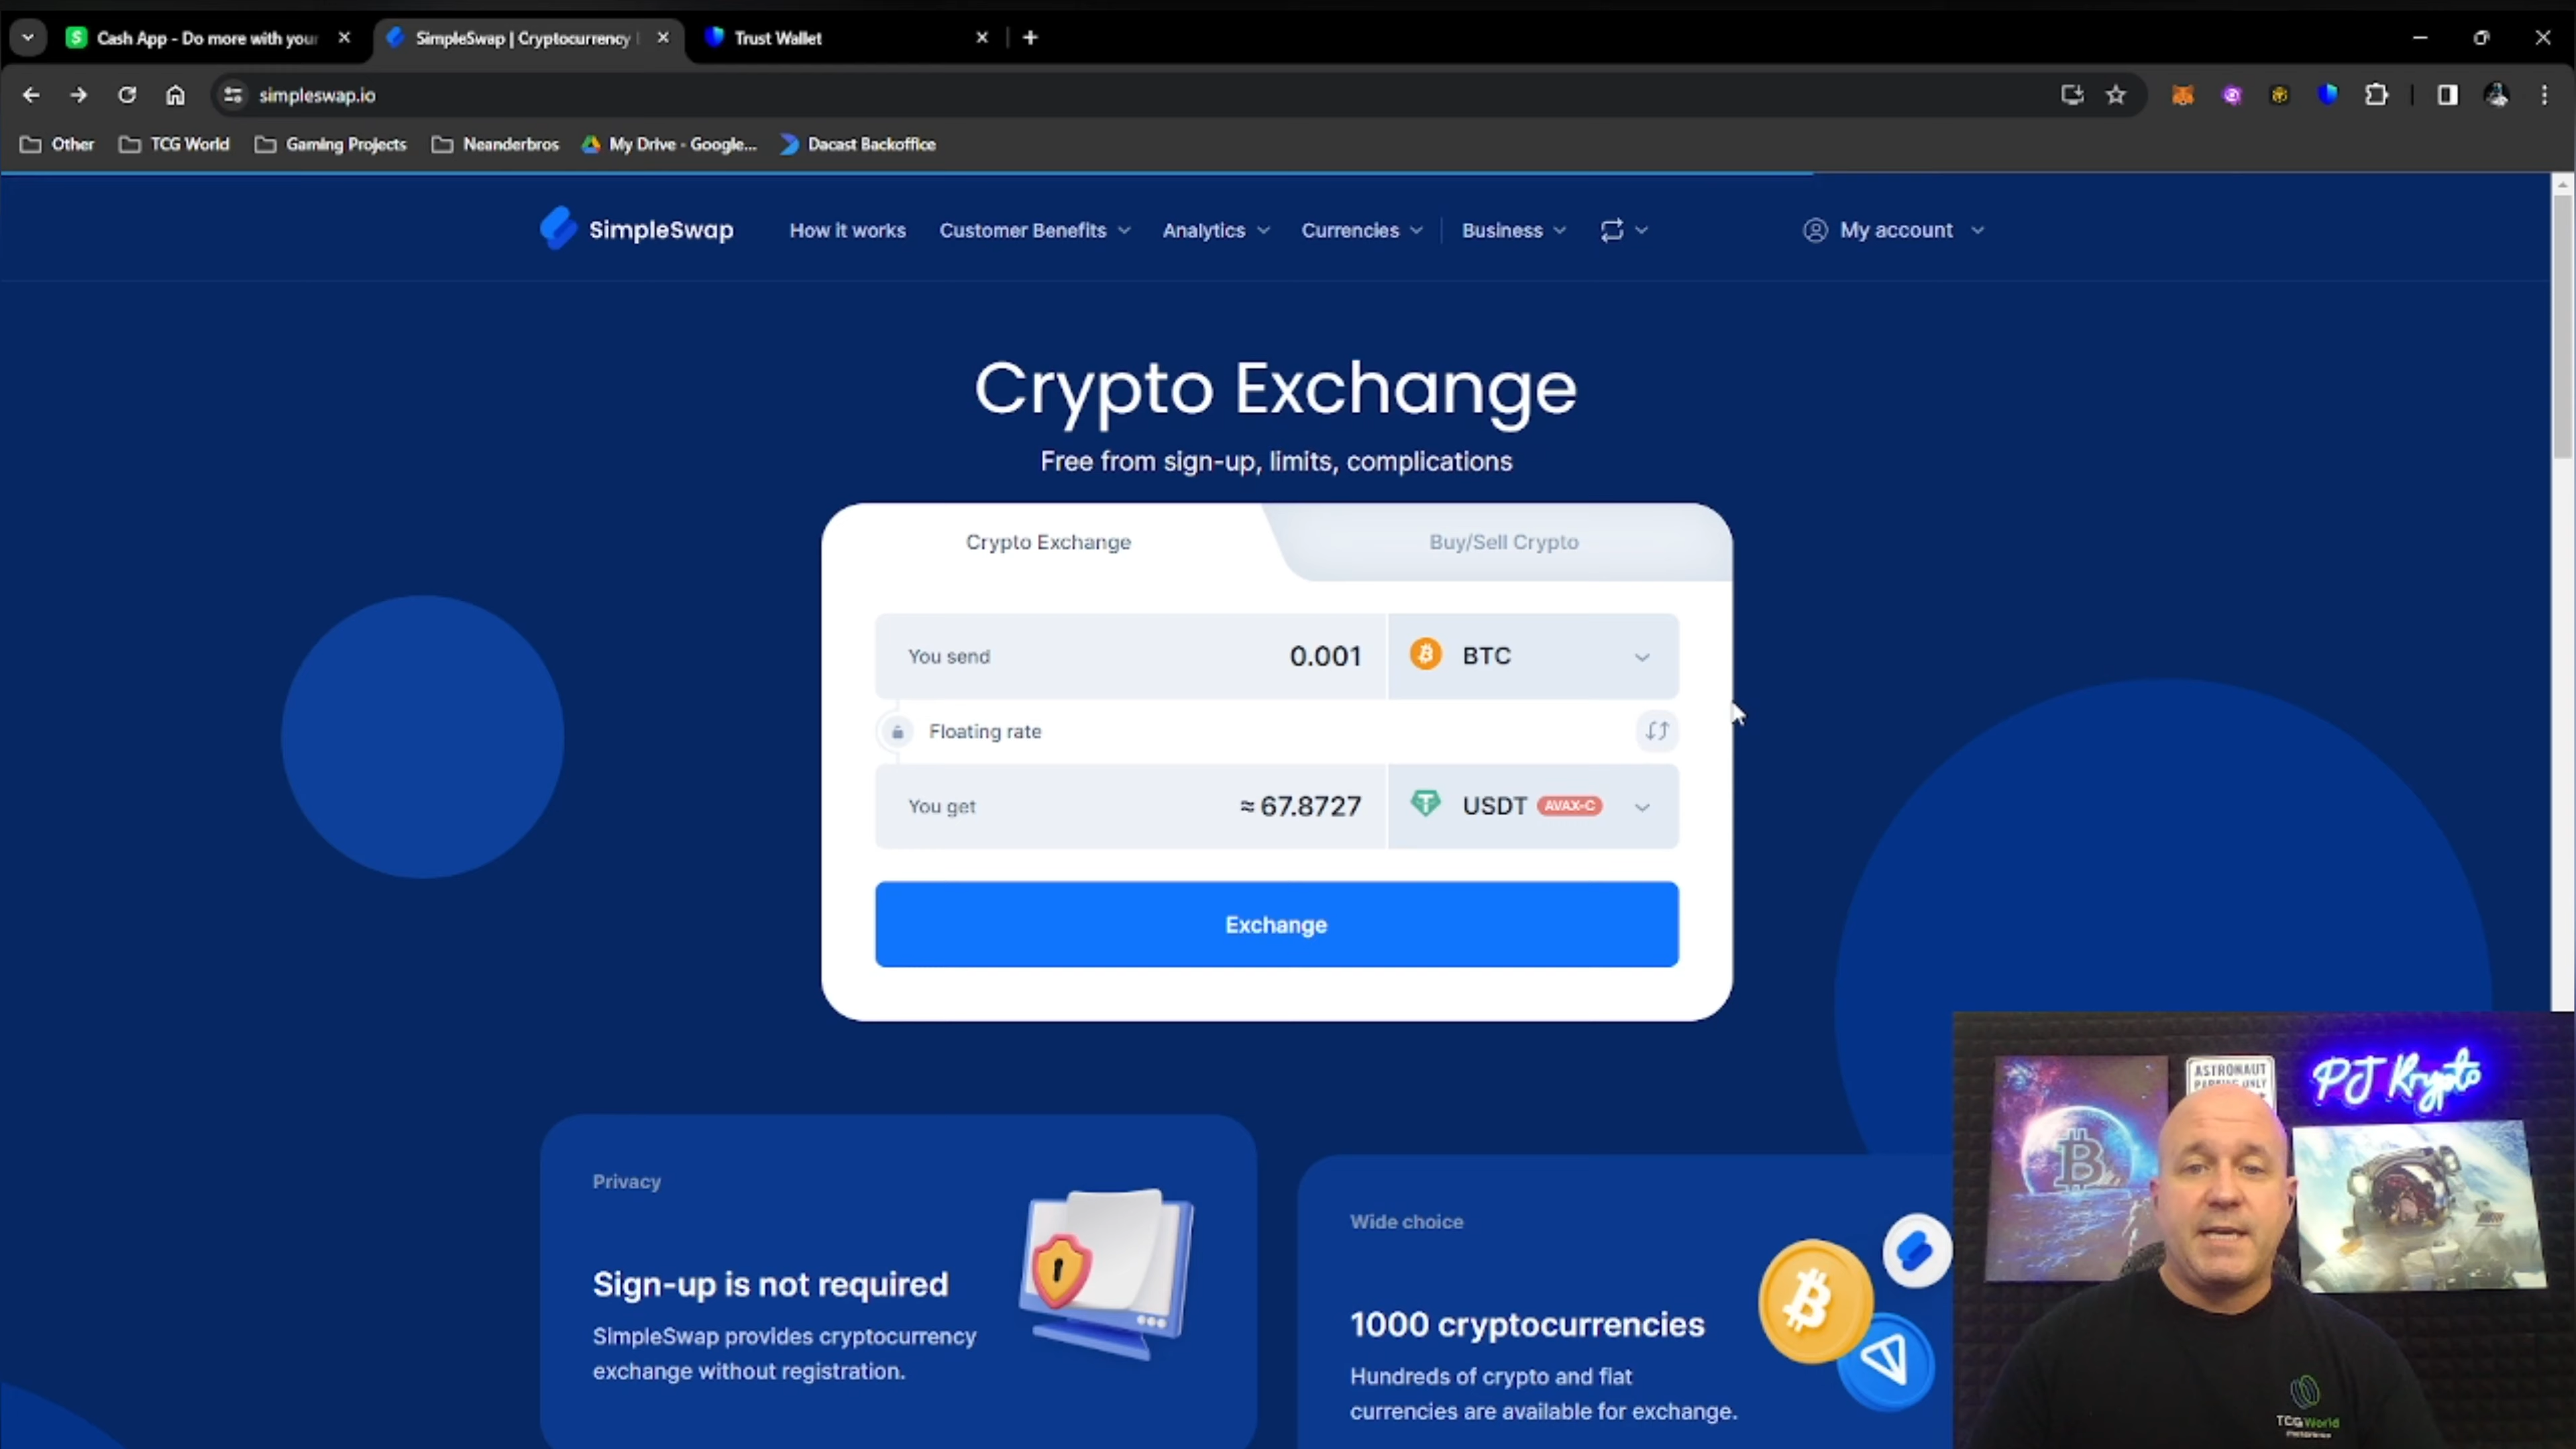 Cash App - Do more with your
SimpleSwap | Cryptocurrency
Trust Wallet
simpleswap.io
Other
TCG World
Gaming Projects
Neanderbros
My Drive - Google...
Dacast Backoffice
SimpleSwap
How it works
Customer Benefits
Analytics
Currencies
Business
My account
Crypto Exchange
Free from sign-up, limits, complications
Crypto Exchange
Buy/Sell Crypto
You send
0.001
BTC
Floating rate
You get
≈ 67.8727
USDT AVAX-C
Exchange
Privacy
Sign-up is not required
SimpleSwap provides cryptocurrency
exchange without registration.
Wide choice
1000 cryptocurrencies
Hundreds of crypto and fiat
currencies are available for exchange.
ASTRONAUT
PARKING ONLY
PJ Krypto
TCG World